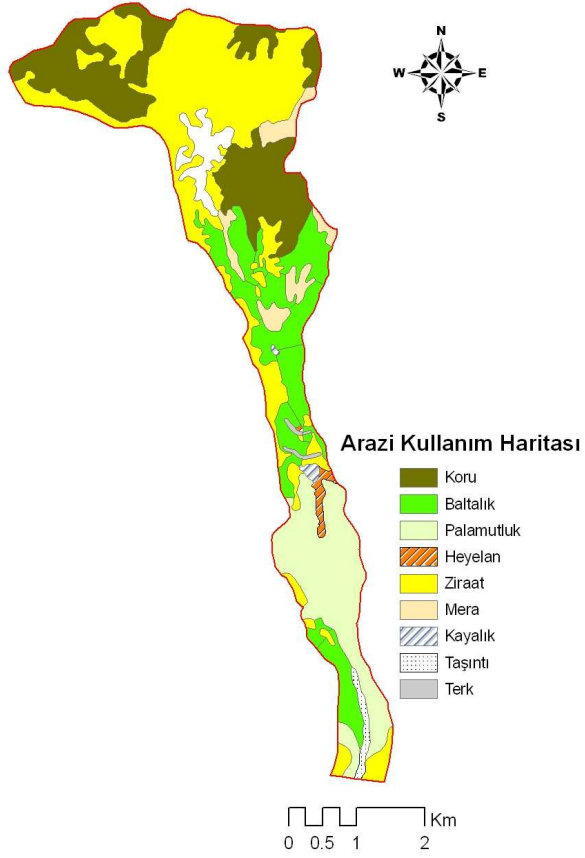 N
W E
S
Arazi Kullanım Haritası
Koru
Baltalık
Palamutluk
Heyelan
Ziraat
Mera
Kayalık
Taşıntı
Terk
Km
0 0.5 1 2